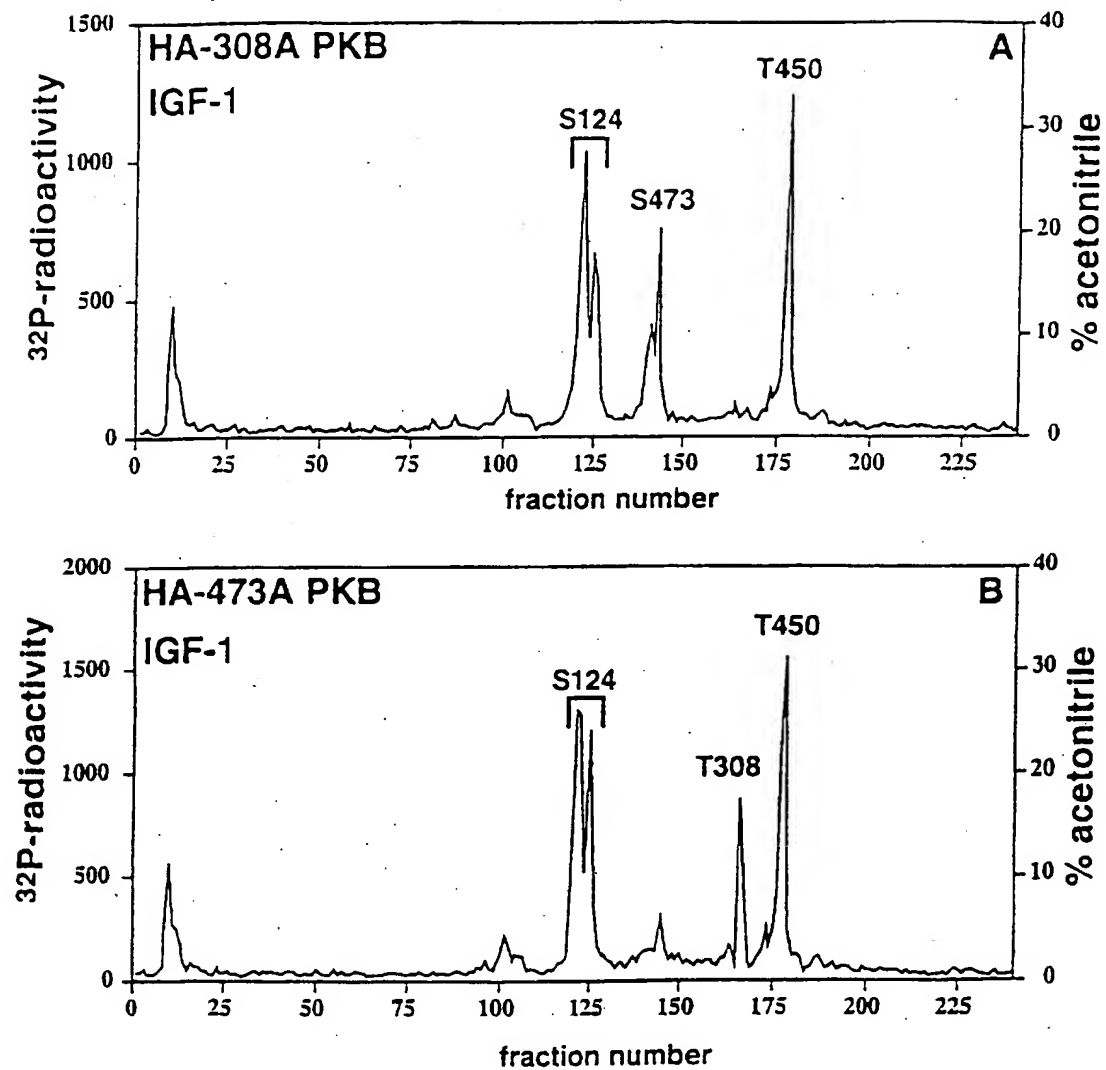 HA-308A PKB
IGF-1
A
S124
S473
T450
1500
1000
500
0
40
30
20
10
0
32P-radioactivity
% acetonitrile
0 25 50 75 100 125 150 175 200 225
fraction number
HA-473A PKB
IGF-1
B
S124
T308
T450
2000
1500
1000
500
0
40
30
20
10
0
32P-radioactivity
% acetonitrile
0 25 50 75 100 125 150 175 200 225
fraction number